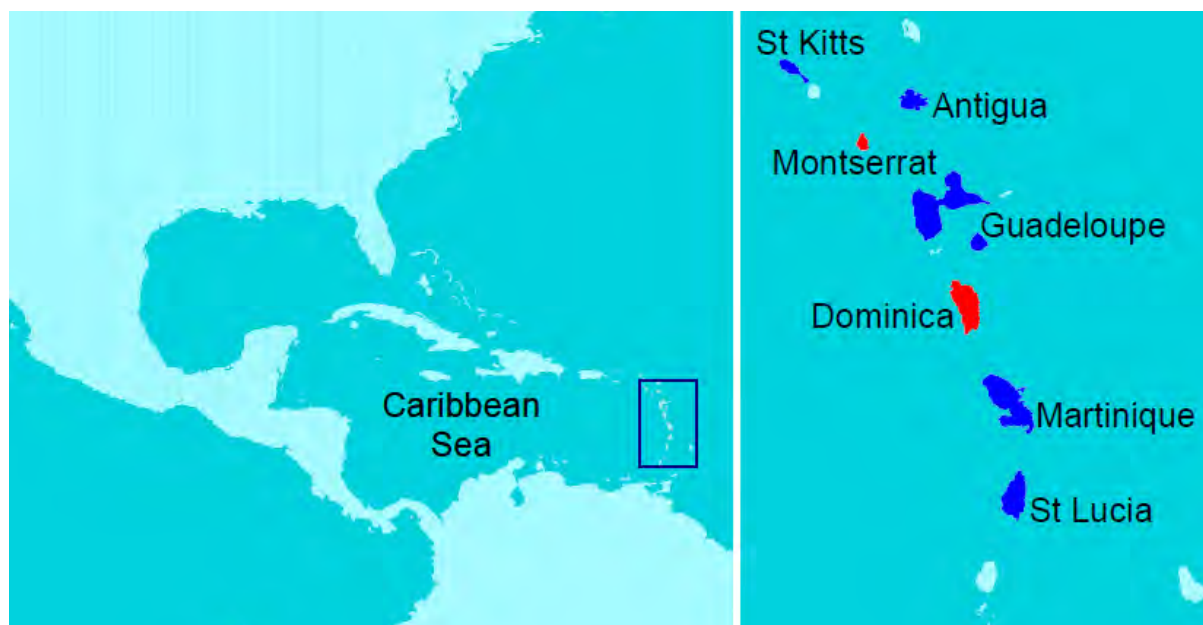 Caribbean
Sea
St Kitts
Antigua
Montserrat
Guadeloupe
Dominica
Martinique
St Lucia